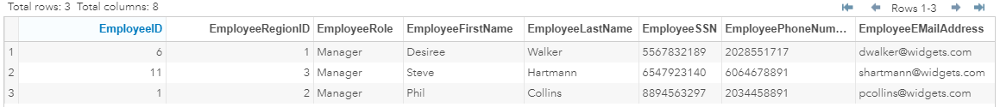 Total rows: 3 Total columns: 8 Rows 1-3
EmployeeID EmployeeRegionID EmployeeRole EmployeeFirstName EmployeeLastName EmployeeSSN EmployeePhoneNum... EmployeeEMailAddress
1 6 1 Manager Desiree Walker 5567832189 2028551717 dwalker@widgets.com
2 11 3 Manager Steve Hartmann 6547923140 6064678891 shartmann@widgets.com
3 1 2 Manager Phil Collins 8894563297 2034458891 pcollins@widgets.com